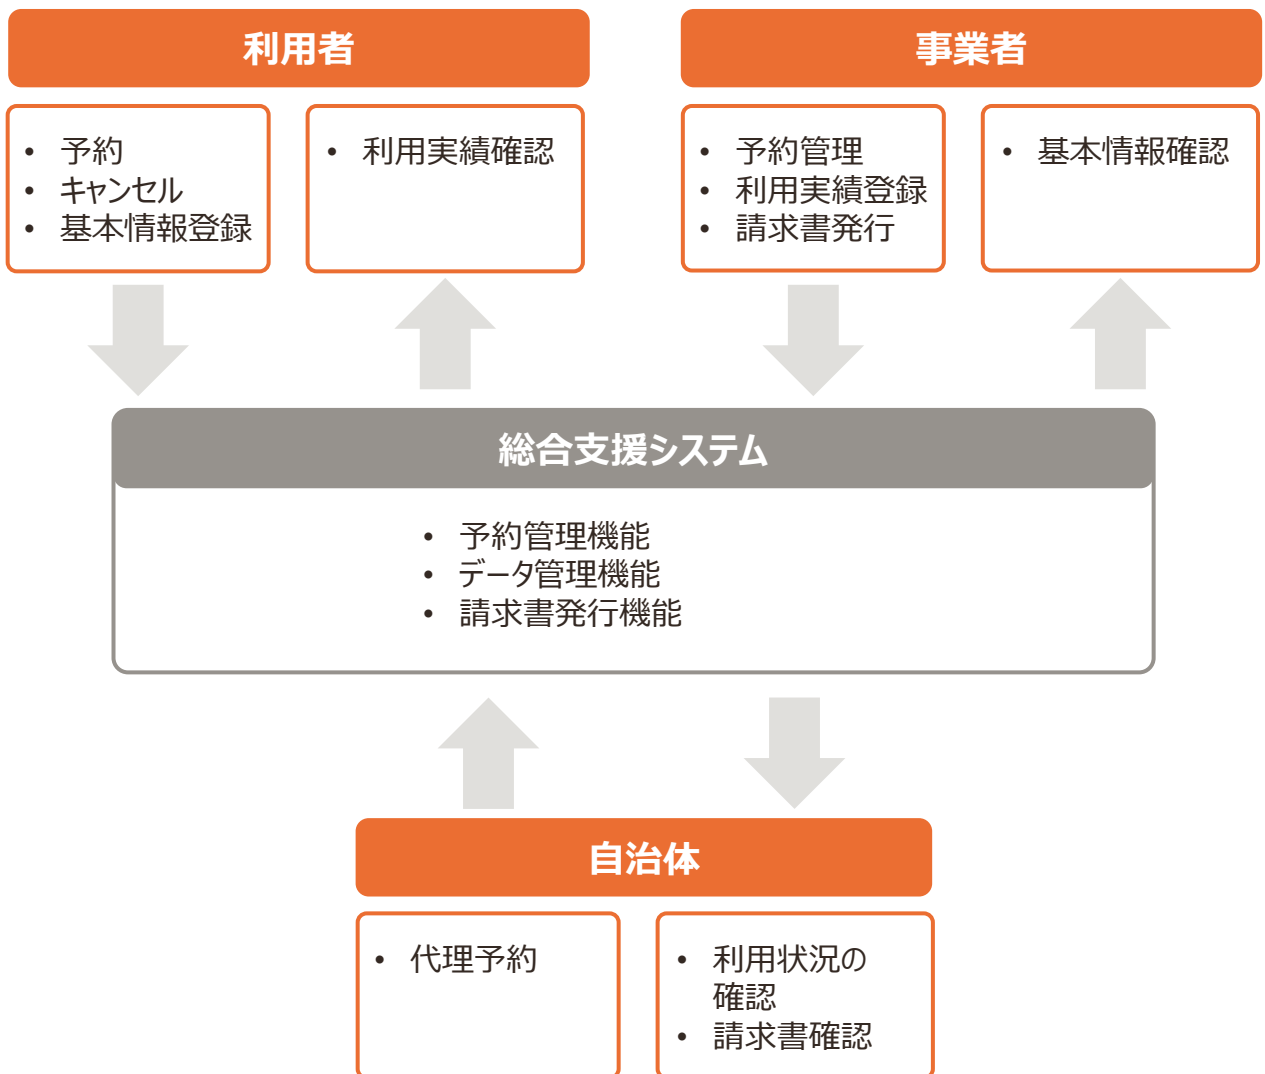 利用者
• 予約
• キャンセル
• 基本情報登録
• 利用実績確認
事業者
• 予約管理
• 利用実績登録
• 請求書発行
• 基本情報確認
総合支援システム
• 予約管理機能
• データ管理機能
• 請求書発行機能
自治体
• 代理予約
• 利用状況の
確認
• 請求書確認